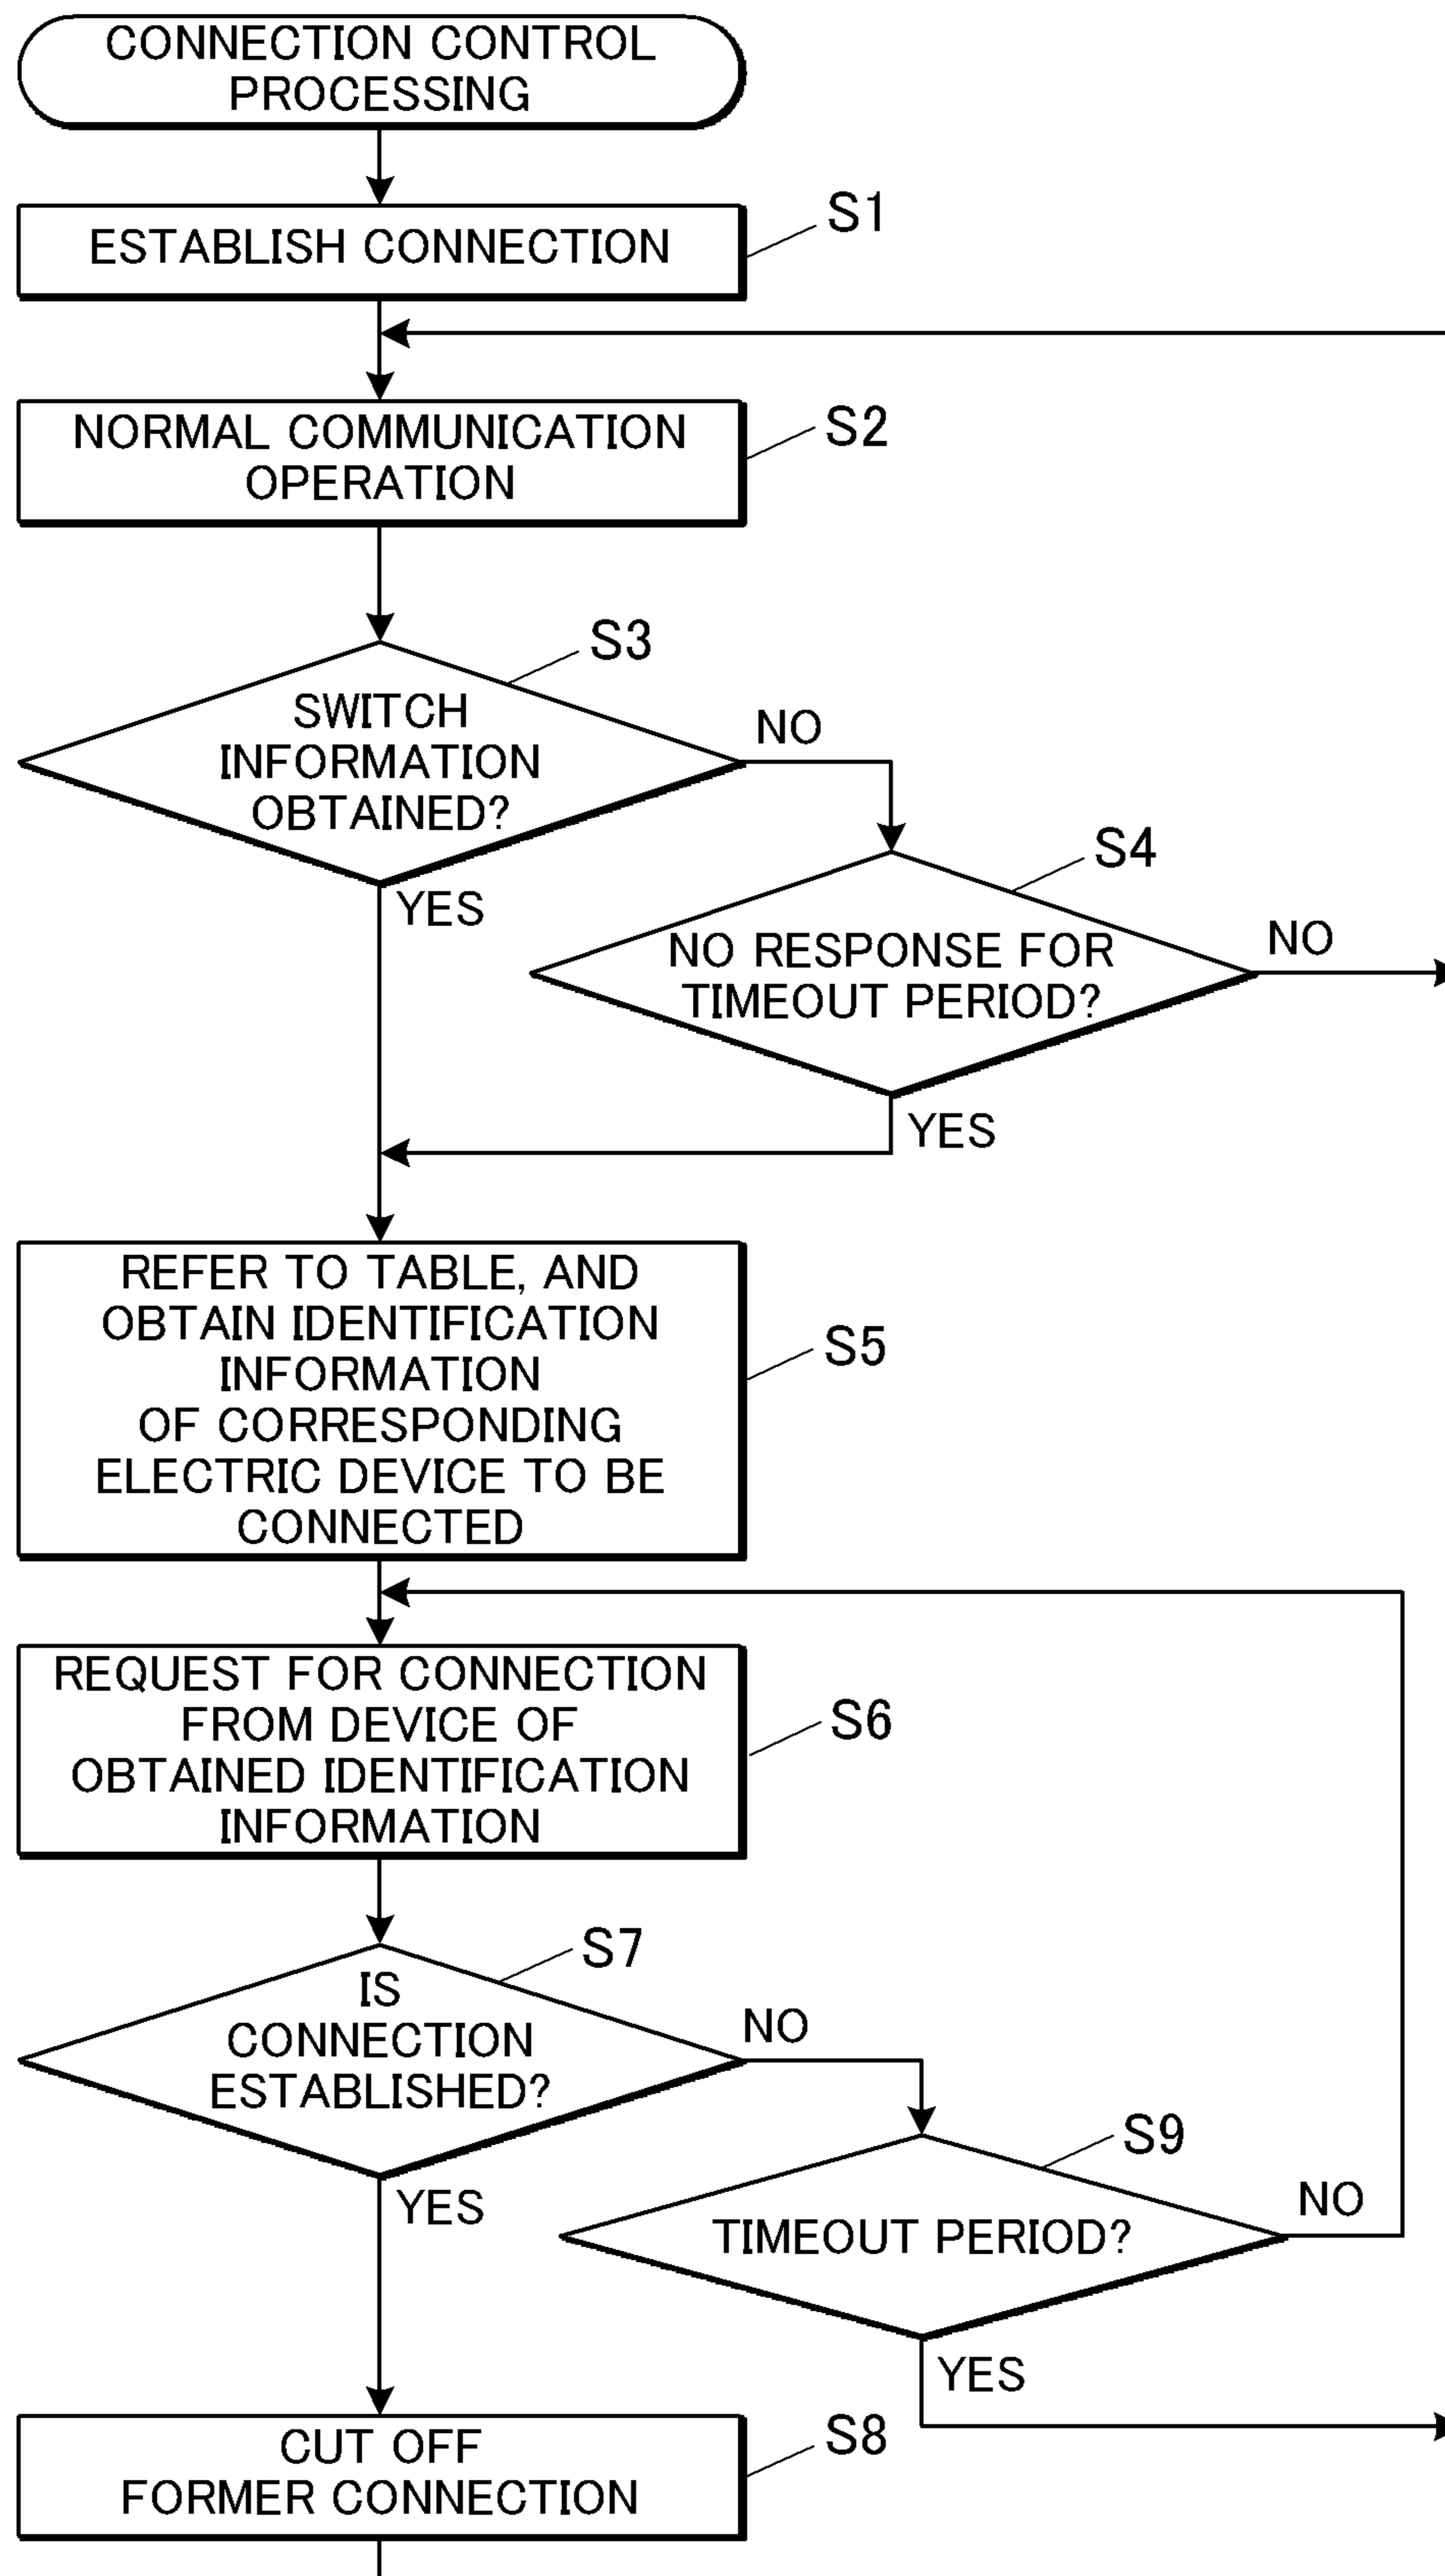 CONNECTION CONTROL
PROCESSING
S1
ESTABLISH CONNECTION
S2
NORMAL COMMUNICATION
OPERATION
S3
SWITCH
INFORMATION
OBTAINED?
NO
YES
S4
NO RESPONSE FOR
TIMEOUT PERIOD?
NO
YES
REFER TO TABLE, AND
OBTAIN IDENTIFICATION
INFORMATION
OF CORRESPONDING
ELECTRIC DEVICE TO BE
CONNECTED
S5
REQUEST FOR CONNECTION
FROM DEVICE OF
OBTAINED IDENTIFICATION
INFORMATION
S6
S7
IS
CONNECTION
ESTABLISHED?
NO
YES
S9
TIMEOUT PERIOD?
NO
YES
S8
CUT OFF
FORMER CONNECTION